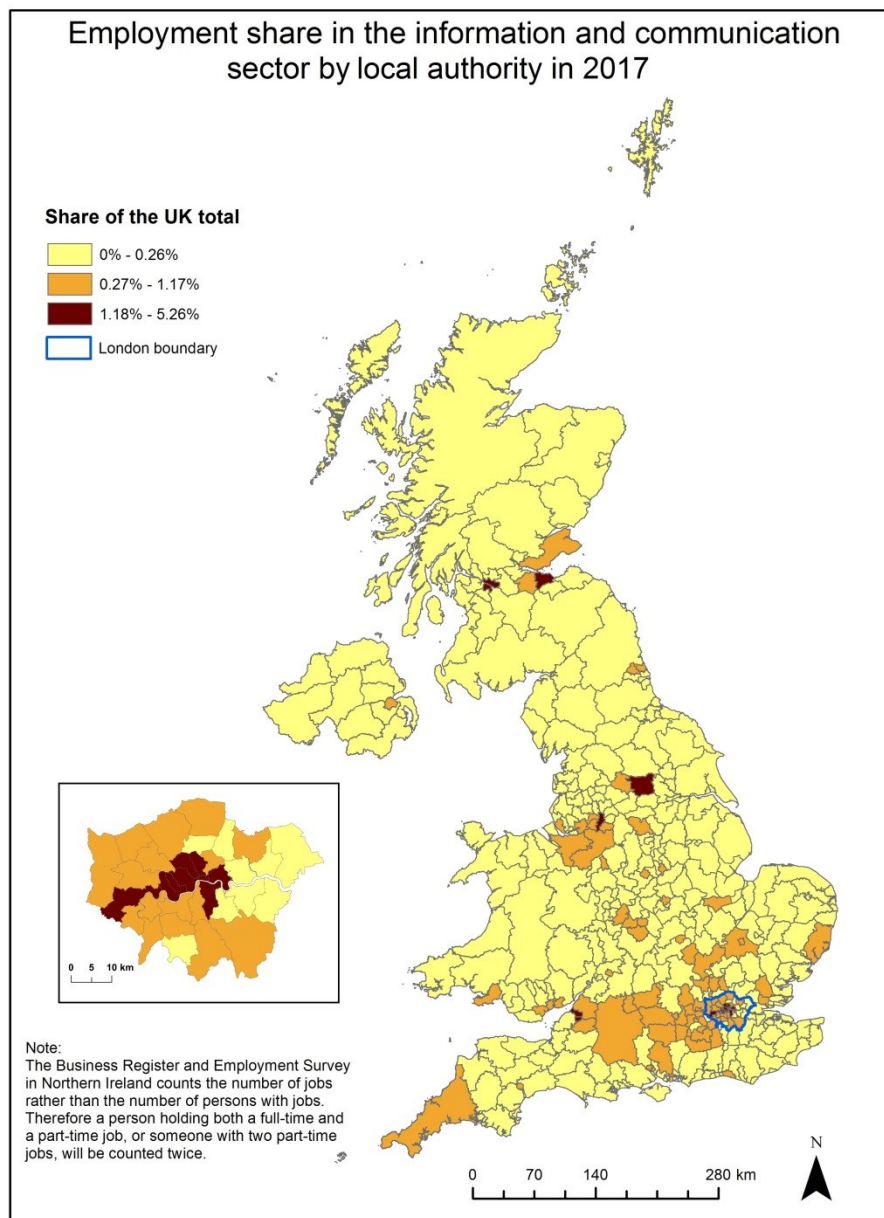 Employment share in the information and communication
sector by local authority in 2017
Share of the UK total
0% - 0.26%
0.27% - 1.17%
1.18% - 5.26%
London boundary
0 5 10 km
Note:
The Business Register and Employment Survey
in Northern Ireland counts the number of jobs
rather than the number of persons with jobs.
Therefore a person holding both a full-time and
a part-time job, or someone with two part-time
jobs, will be counted twice.
N
0 70 140 280 km